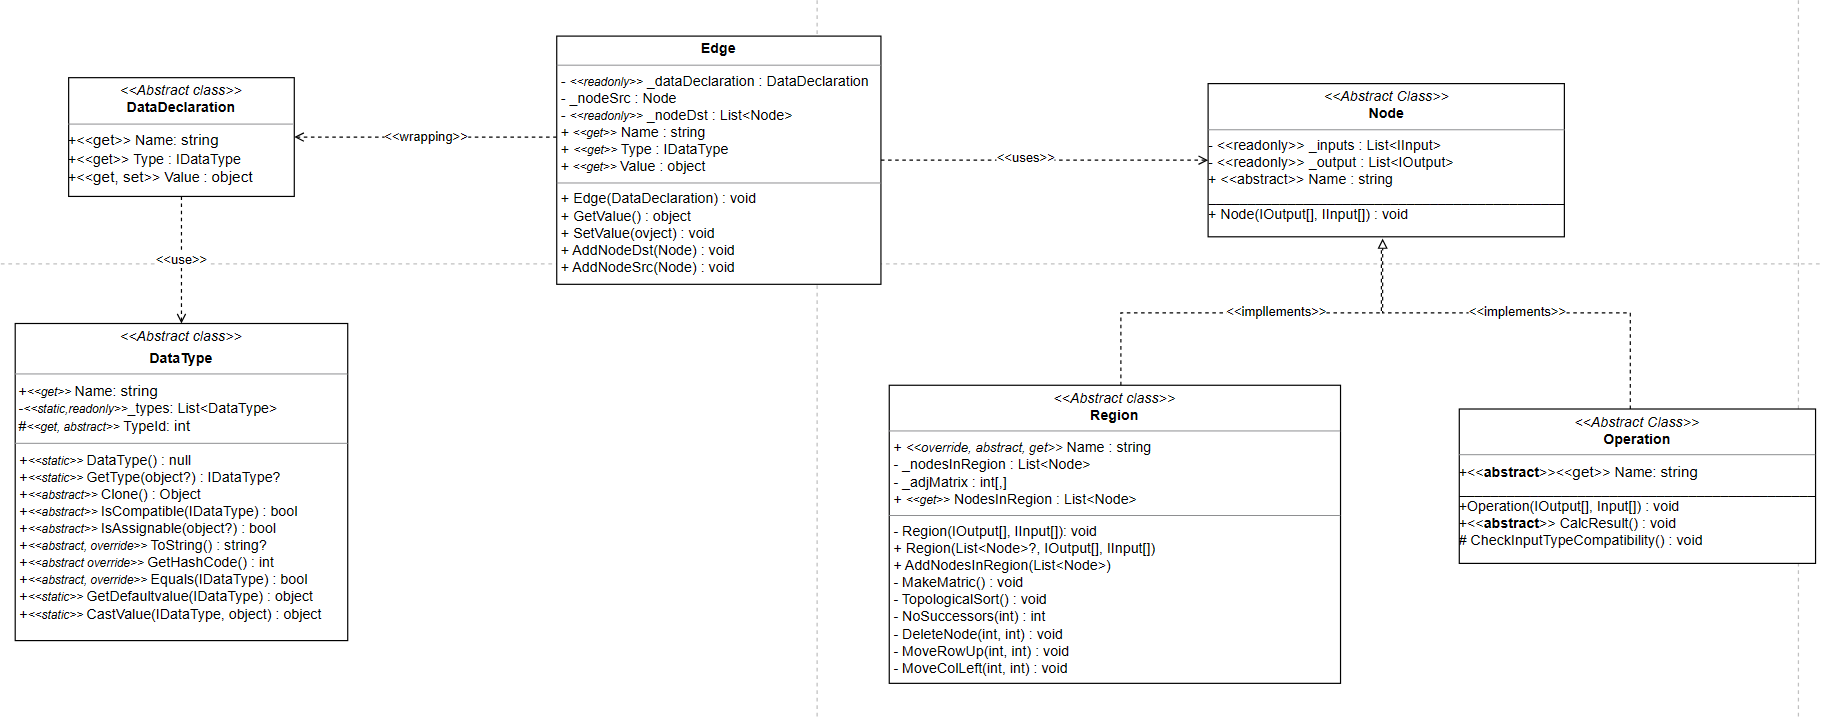 <<Abstract class>>
DataDeclaration
+<<get>> Name: string
+<<get>> Type : IDataType
+<<get, set>> Value : object
<<wrapping>>
Edge
- <<readonly>> _dataDeclaration : DataDeclaration
- _nodeSrc : Node
- <<readonly>> _nodeDst : List<Node>
+ <<get>> Name : string
+ <<get>> Type : IDataType
+ <<get>> Value : object
+ Edge(DataDeclaration) : void
+ GetValue() : object
+ SetValue(ovject) : void
+ AddNodeDst(Node) : void
+ AddNodeSrc(Node) : void
<<uses>>
<<Abstract Class>>
Node
- <<readonly>> _inputs : List<IInput>
- <<readonly>> _output : List<IOutput>
+ <<abstract>> Name : string
+ Node(IOutput[], IInput[]) : void
<<use>>
<<Abstract class>>
DataType
+<<get>> Name: string
-<<static,readonly>>_types: List<DataType>
#<<get, abstract>> TypeId: int
+<<static>> DataType() : null
+<<static>> GetType(object?) : IDataType?
+<<abstract>> Clone() : Object
+<<abstract>> IsCompatible(IDataType) : bool
+<<abstract>> IsAssignable(object?) : bool
+<<abstract, override>> ToString() : string?
+<<abstract override>> GetHashCode() : int
+<<abstract, override>> Equals(IDataType) : bool
+<<static>> GetDefaultvalue(IDataType) : object
+<<static>> CastValue(IDataType, object) : object
<<impllements>>
<<implements>>
<<Abstract class>>
Region
+ <<override, abstract, get>> Name : string
- _nodesInRegion : List<Node>
- _adjMatrix : int[,]
+ <<get>> NodesInRegion : List<Node>
- Region(IOutput[], IInput[]): void
+ Region(List<Node>?, IOutput[], IInput[])
+ AddNodesInRegion(List<Node>)
- MakeMatric() : void
- TopologicalSort() : void
- NoSuccessors(int) : int
- DeleteNode(int, int) : void
- MoveRowUp(int, int) : void
- MoveColLeft(int, int) : void
<<Abstract Class>>
Operation
+<<abstract>><<get>> Name: string
+Operation(IOutput[], Input[]) : void
+<<abstract>> CalcResult() : void
# CheckInputTypeCompatibility() : void